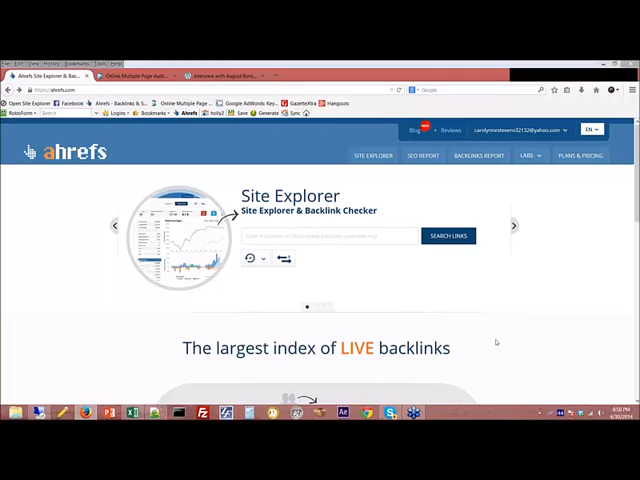 File Edit View History Bookmarks Tools Help
Ahrefs Site Explorer & Bac...
Online Multiple Page Auth...
Interview with August Bym...
https://ahrefs.com
Google
Open Site Explorer Facebook Ahrefs - Backlinks & S... Online Multiple Page ... Google AdWords: Key... GazetteXtra Hangouts
RoboForm Search Logins Bookmarks Ahrefs holly2 Save Generate Sync
Blog new Reviews carolynnestevens32132@yahoo.com EN
ahrefs
SITE EXPLORER SEO REPORT BACKLINKS REPORT LABS PLANS & PRICING
Site Explorer
Site Explorer & Backlink Checker
SEARCH LINKS
The largest index of LIVE backlinks
8:58 PM
4/30/2014